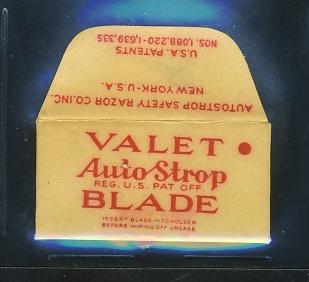 NOS. 1,088,220 - 1,639,335
U.S.A. PATENTS
NEW YORK - U.S.A.
AUTOSTROP SAFETY RAZOR CO. INC.
VALET
Auto Strop
REG. U.S. PAT OFF
BLADE
INSERT BLADE INTO HOLDER
BEFORE WIPING OFF GREASE